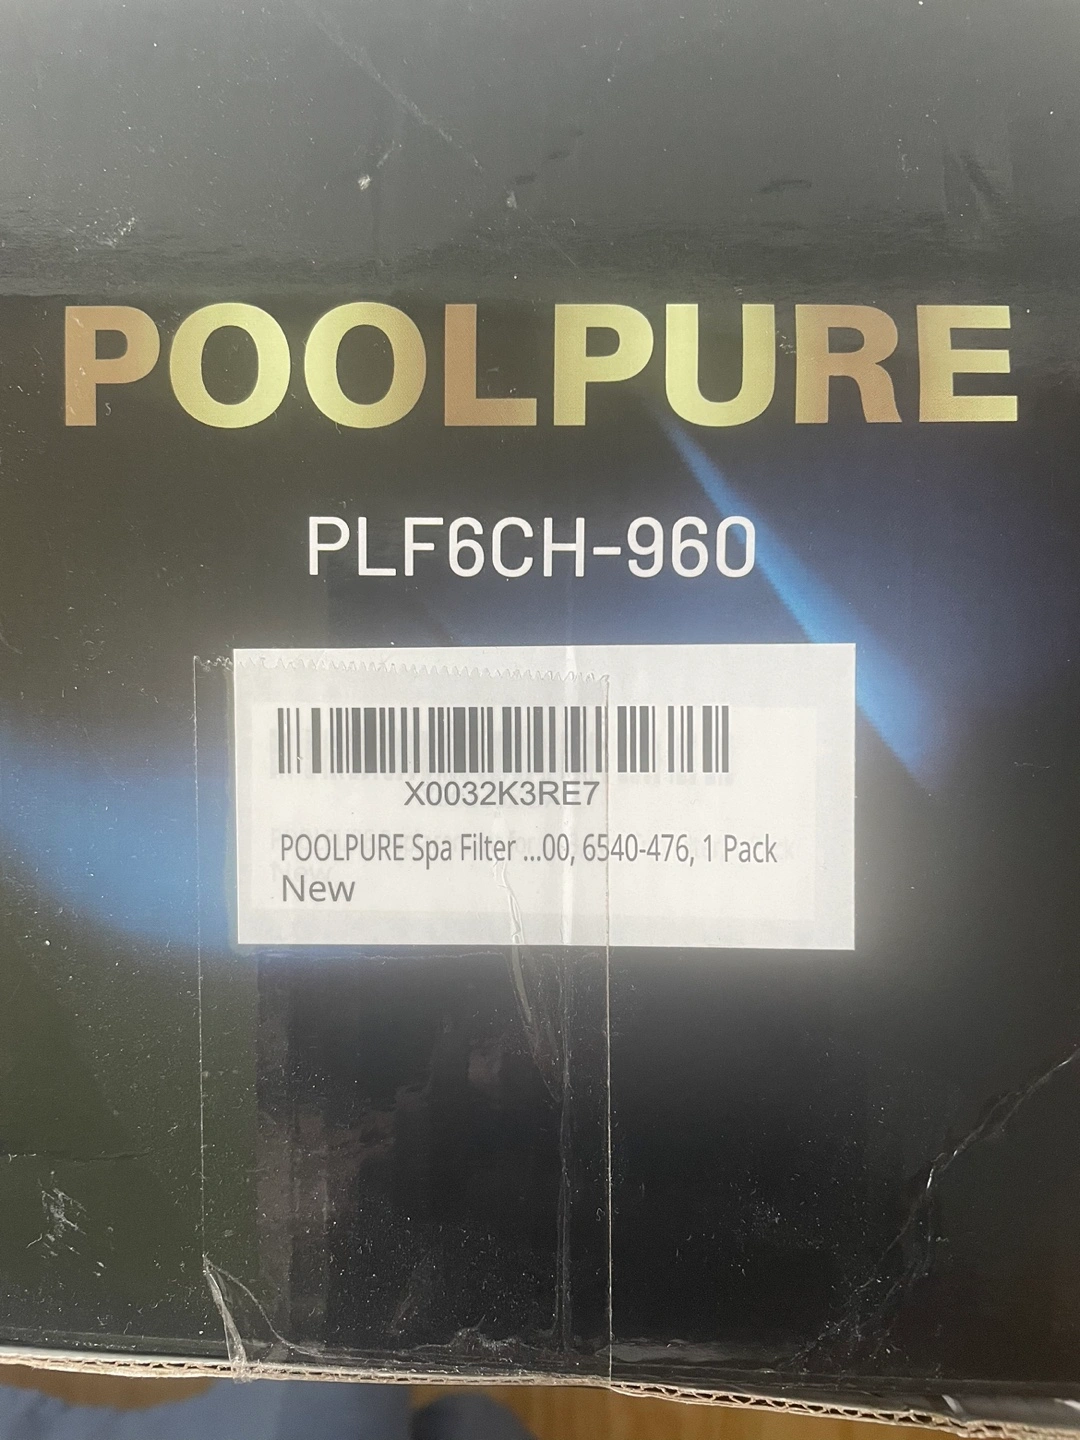 POOLPURE
PLF6CH-960
X0032K3RE7
POOLPURE Spa Filter ...00, 6540-476, 1 Pack
New